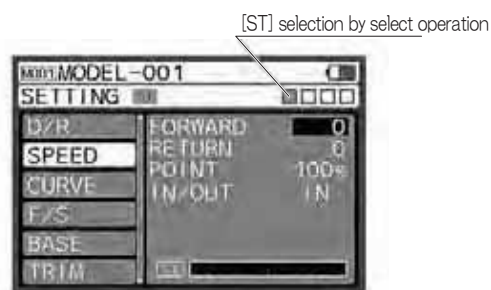 [ST] selection by select operation
M001:MODEL-001
SETTING
D/R FORWARD 0
SPEED RETURN 0
CURVE POINT 100%
F/S IN/OUT IN
BASE
TRIM